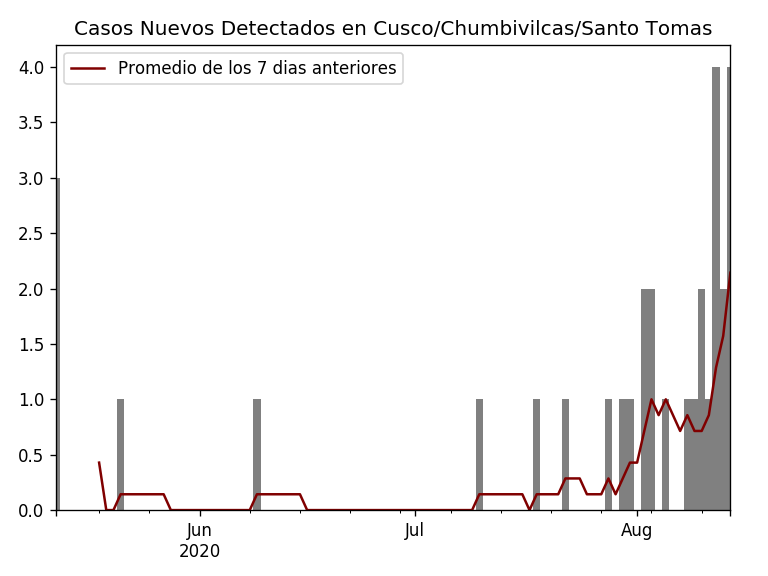 Casos Nuevos Detectados en Cusco/Chumbivilcas/Santo Tomas
Promedio de los 7 dias anteriores
4.0
3.5
3.0
2.5
2.0
1.5
1.0
0.5
0.0
Jun
2020
Jul
Aug